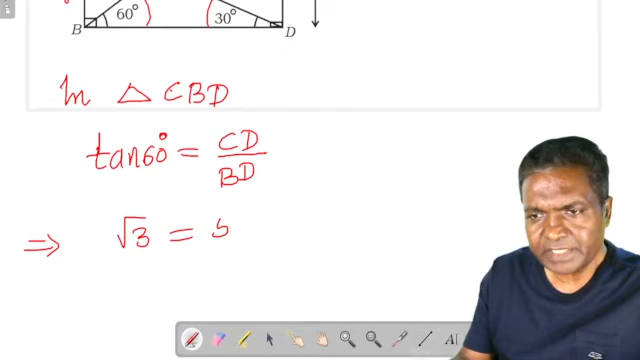 60° 30°
B D
In △ CBD
tan60° = CD/BD
⇒ √3 = 5
A